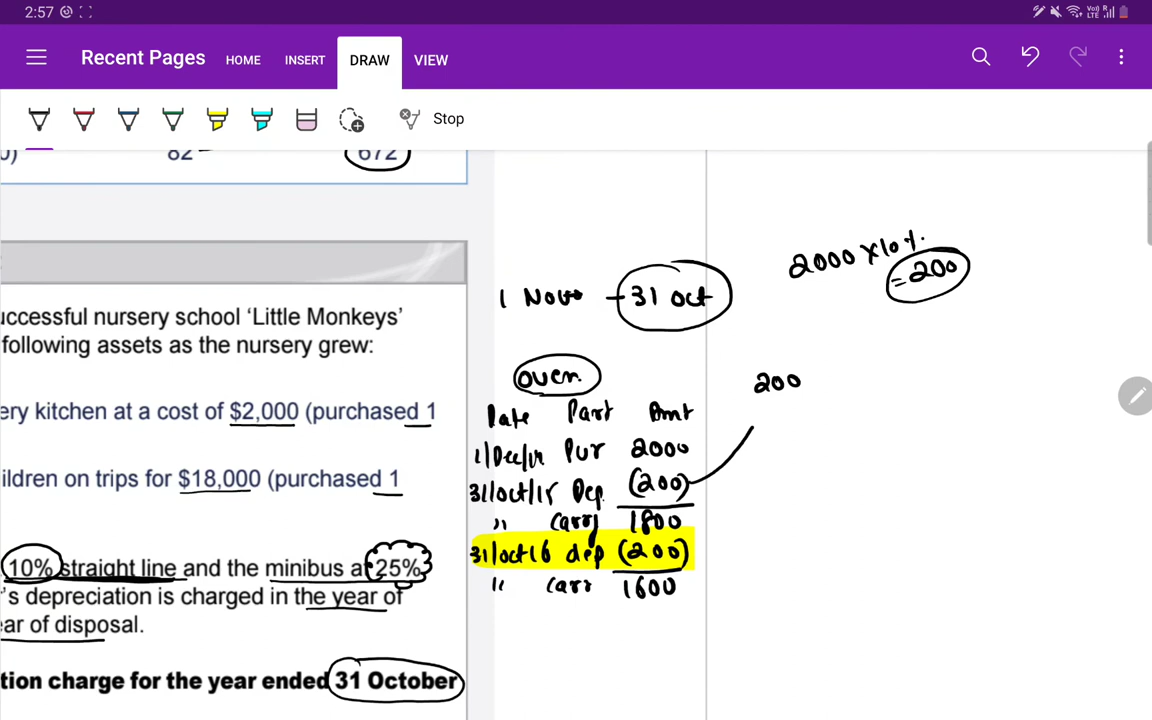 2:57
Recent Pages HOME INSERT DRAW VIEW
Stop
0) 82 672
uccessful nursery school ‘Little Monkeys’
following assets as the nursery grew:
ery kitchen at a cost of $2,000 (purchased 1
ildren on trips for $18,000 (purchased 1
10% straight line and the minibus at 25%
’s depreciation is charged in the year of
ear of disposal.
tion charge for the year ended 31 October
1 Nov - 31 oct
oven
Date Part Amt
1/Dec/ Pur 2000
31/oct/15 Dep. (200)
" Carry 1800
31/oct16 dep (200)
" Carr 1600
2000 x 10%
= 200
200